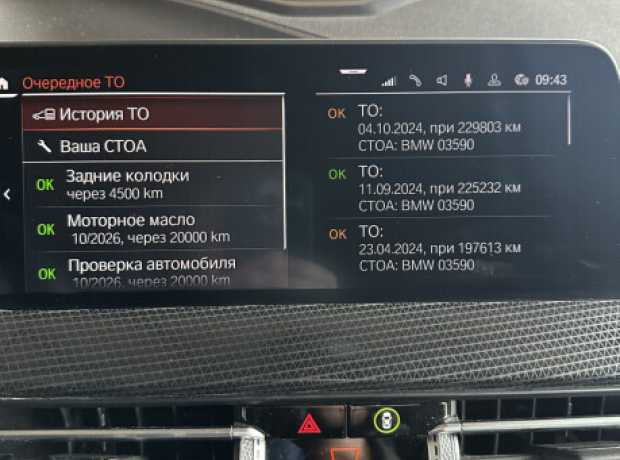 Очередное ТО
09:43
История ТО
Ваша СТОА
OK Задние колодки
через 4500 km
OK Моторное масло
10/2026, через 20000 km
OK Проверка автомобиля
10/2026, через 20000 km
OK ТО:
04.10.2024, при 229803 км
СТОА: BMW 03590
OK ТО:
11.09.2024, при 225232 км
СТОА: BMW 03590
OK ТО:
23.04.2024, при 197613 км
СТОА: BMW 03590